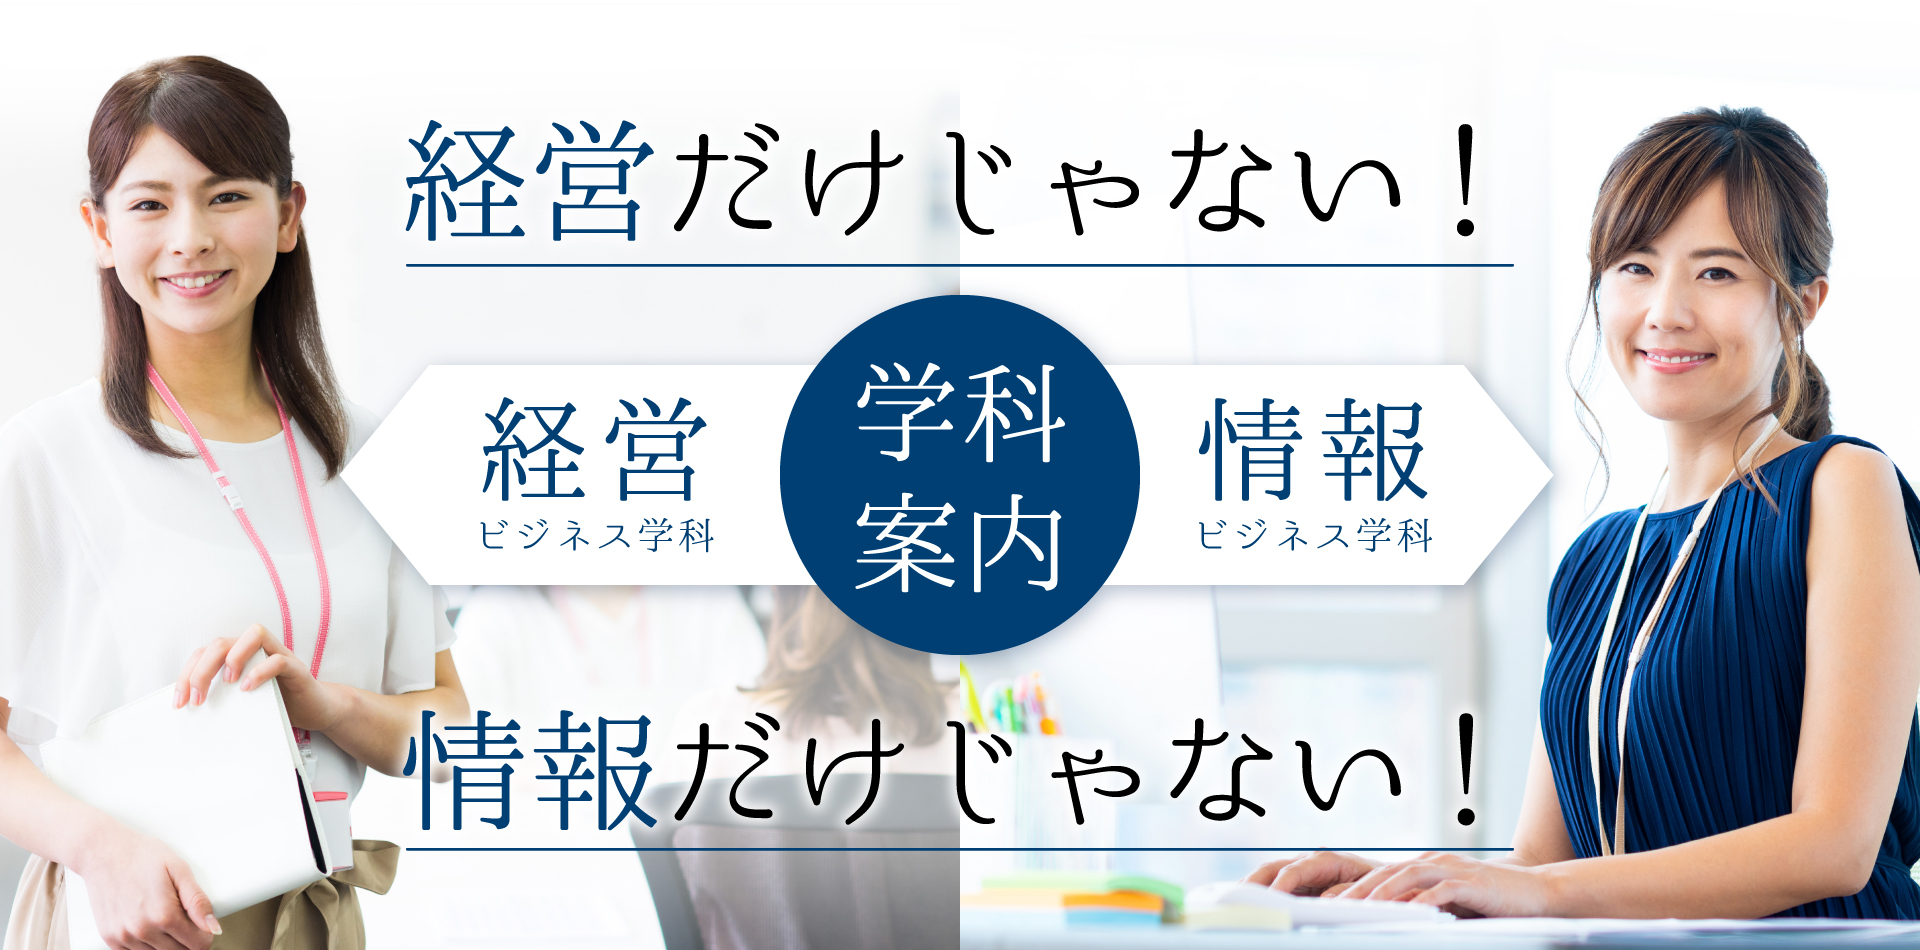 経営だけじゃない！
経営
ビジネス学科
学科
案内
情報
ビジネス学科
情報だけじゃない！